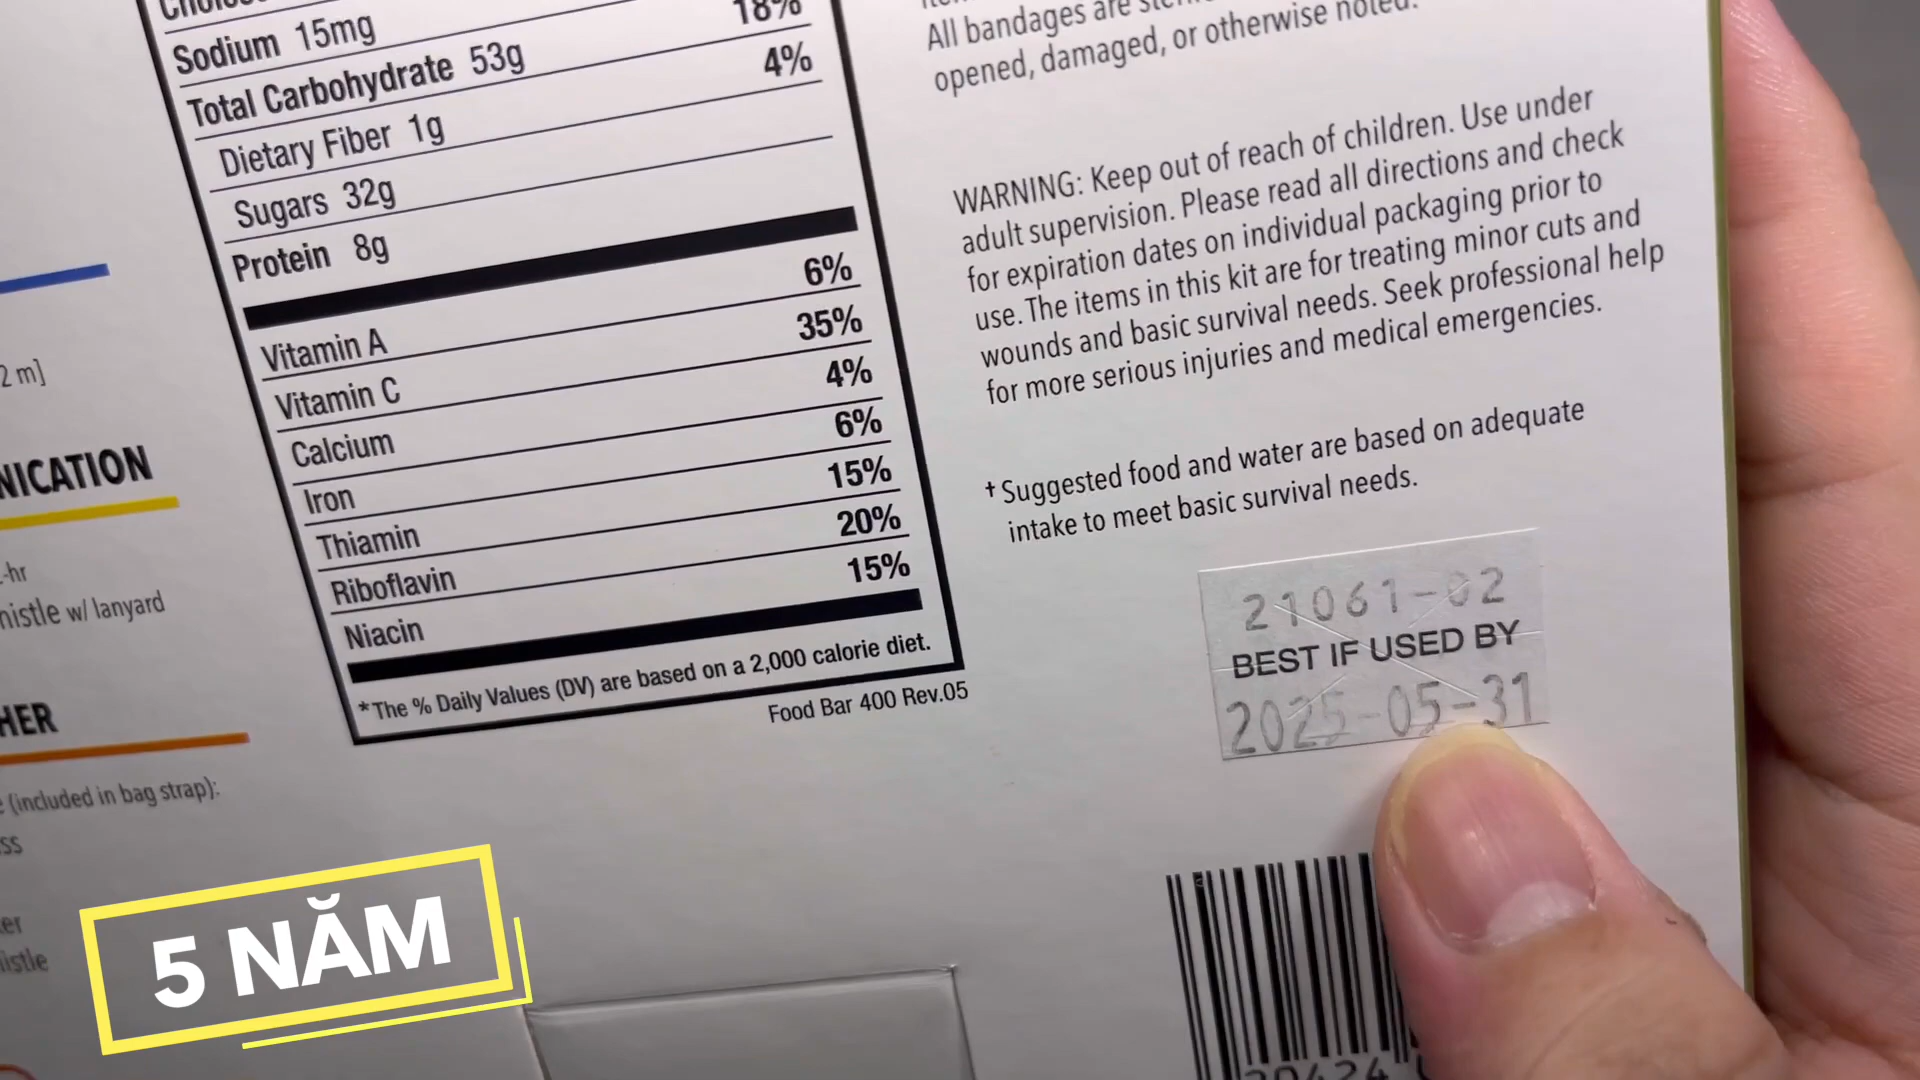 Sodium 15mg
18%
Total Carbohydrate 53g
4%
Dietary Fiber 1g
Sugars 32g
Protein 8g
Vitamin A 6%
Vitamin C 35%
Calcium 4%
Iron 6%
Thiamin 15%
Riboflavin 20%
Niacin 15%
*The % Daily Values (DV) are based on a 2,000 calorie diet.
Food Bar 400 Rev.05
All bandages are
opened, damaged, or otherwise noted.
WARNING: Keep out of reach of children. Use under
adult supervision. Please read all directions and check
for expiration dates on individual packaging prior to
use. The items in this kit are for treating minor cuts and
wounds and basic survival needs. Seek professional help
for more serious injuries and medical emergencies.
† Suggested food and water are based on adequate
intake to meet basic survival needs.
21061-02
BEST IF USED BY
2025-05-31
2 m]
-hr
w/ lanyard
(included in bag strap):
5 NĂM